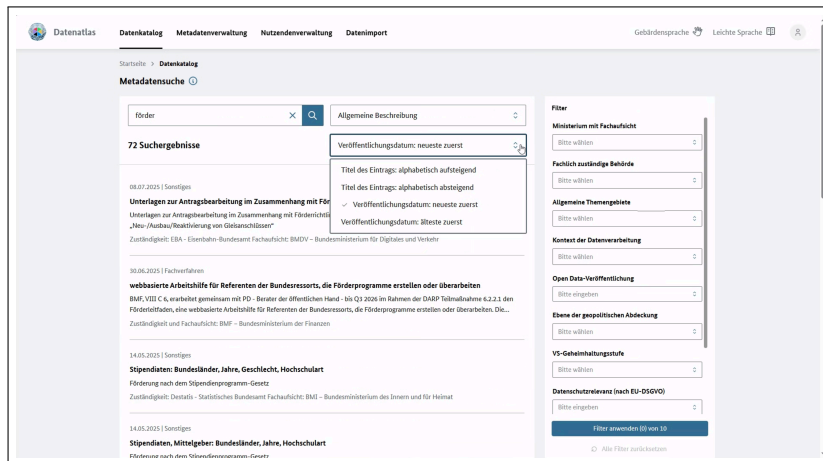 Datenatlas
Datenkatalog Metadatenverwaltung Nutzendenverwaltung Datenimport
Gebärdensprache Leichte Sprache
Startseite > Datenkatalog
Metadatensuche
förder
Allgemeine Beschreibung
72 Suchergebnisse
Veröffentlichungsdatum: neueste zuerst
Titel des Eintrags: alphabetisch aufsteigend
Titel des Eintrags: alphabetisch absteigend
✓ Veröffentlichungsdatum: neueste zuerst
Veröffentlichungsdatum: älteste zuerst
08.07.2025 | Sonstiges
Unterlagen zur Antragsbearbeitung im Zusammenhang mit För
Unterlagen zur Antragsbearbeitung im Zusammenhang mit Förderrichtli
„Neu-/Ausbau/Reaktivierung von Gleisanschlüssen“
Zuständigkeit: EBA - Eisenbahn-Bundesamt Fachaufsicht: BMDV – Bundesministerium für Digitales und Verkehr
30.06.2025 | Fachverfahren
webbasierte Arbeitshilfe für Referenten der Bundesressorts, die Förderprogramme erstellen oder überarbeiten
BMF, VIII C 6, erarbeitet gemeinsam mit PD - Berater der öffentlichen Hand - bis Q3 2026 im Rahmen der DARP Teilmaßnahme 6.2.2.1 den
Förderleitfaden, eine webbasierte Arbeitshilfe für Referenten der Bundesressorts, die Förderprogramme erstellen oder überarbeiten. Die...
Zuständigkeit und Fachaufsicht: BMF – Bundesministerium der Finanzen
14.05.2025 | Sonstiges
Stipendiaten: Bundesländer, Jahre, Geschlecht, Hochschulart
Förderung nach dem Stipendienprogramm-Gesetz
Zuständigkeit: Destatis - Statistisches Bundesamt Fachaufsicht: BMI – Bundesministerium des Innern und für Heimat
14.05.2025 | Sonstiges
Stipendiaten, Mittelgeber: Bundesländer, Jahre, Hochschulart
Förderung nach dem Stipendienprogramm-Gesetz
Filter
Ministerium mit Fachaufsicht
Bitte wählen
Fachlich zuständige Behörde
Bitte wählen
Allgemeine Themengebiete
Bitte wählen
Kontext der Datenverarbeitung
Bitte wählen
Open Data-Veröffentlichung
Bitte eingeben
Ebene der geopolitischen Abdeckung
Bitte wählen
VS-Geheimhaltungsstufe
Bitte wählen
Datenschutzrelevanz (nach EU-DSGVO)
Bitte eingeben
Filter anwenden (0) von 10
Alle Filter zurücksetzen